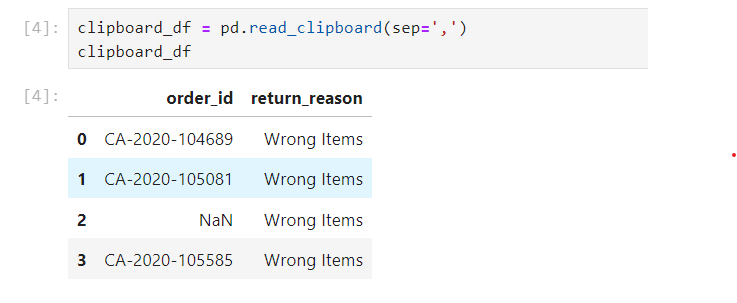 [4]: clipboard_df = pd.read_clipboard(sep=',')
clipboard_df
[4]:
order_id return_reason
0 CA-2020-104689 Wrong Items
1 CA-2020-105081 Wrong Items
2 NaN Wrong Items
3 CA-2020-105585 Wrong Items